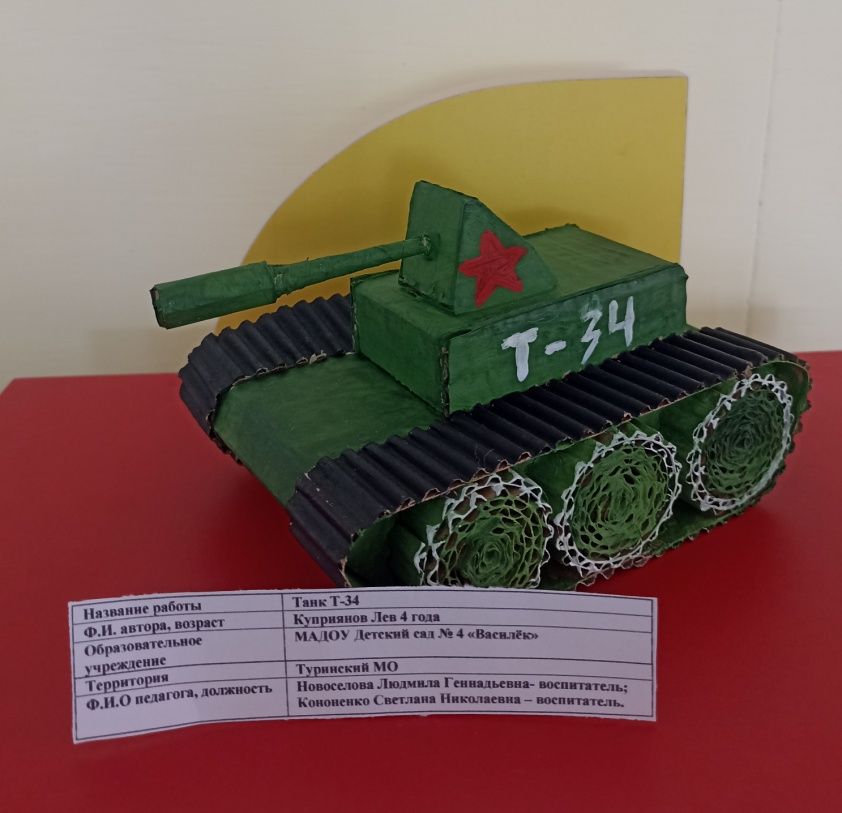 Т-34
Название работы Танк Т-34
Ф.И. автора, возраст Куприянов Лев 4 года
Образовательное МАДОУ Детский сад № 4 «Василёк»
учреждение
Территория Туринский МО
Ф.И.О педагога, должность Новоселова Людмила Геннадьевна- воспитатель;
Кононенко Светлана Николаевна – воспитатель.